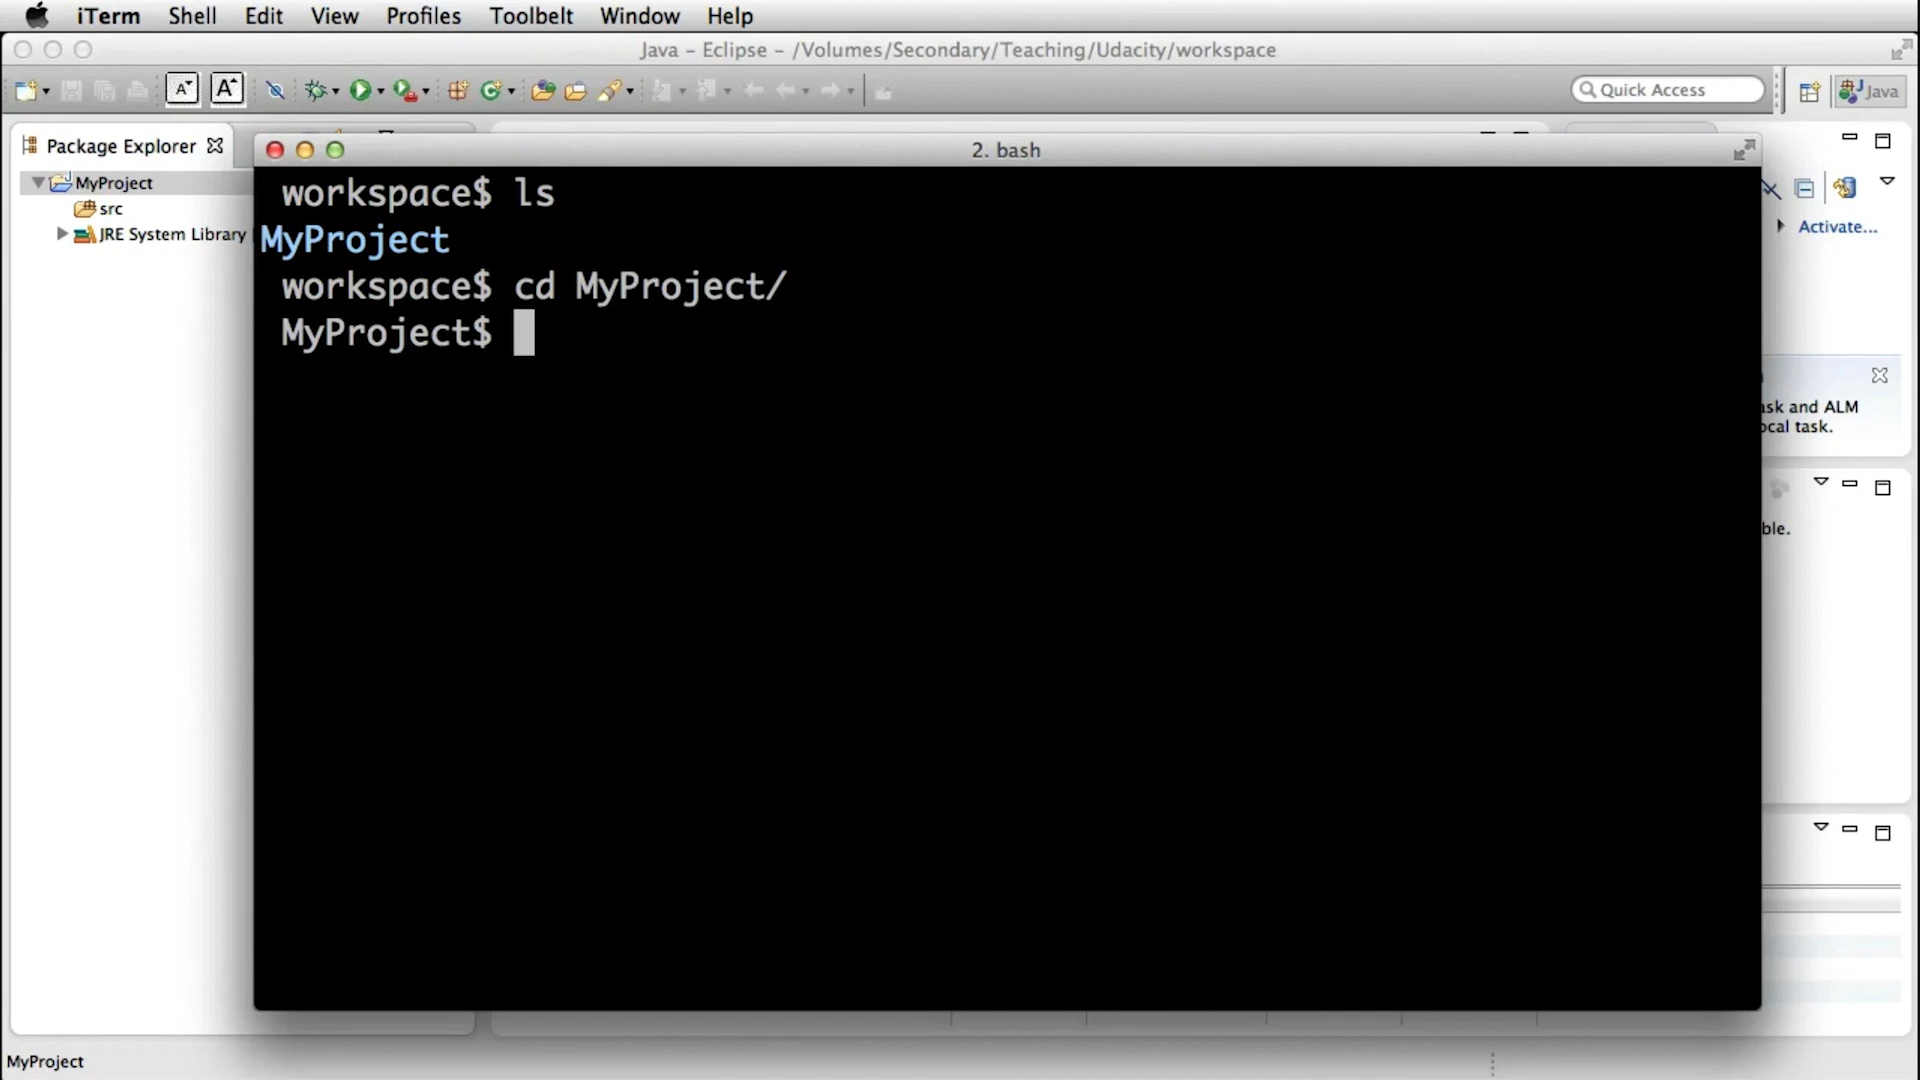 iTerm Shell Edit View Profiles Toolbelt Window Help
Java – Eclipse – /Volumes/Secondary/Teaching/Udacity/workspace
A A Quick Access Java
Package Explorer
2. bash
MyProject
src
JRE System Library
workspace$ ls
MyProject
workspace$ cd MyProject/
MyProject$
Activate...
ask and ALM
ocal task.
ble.
MyProject